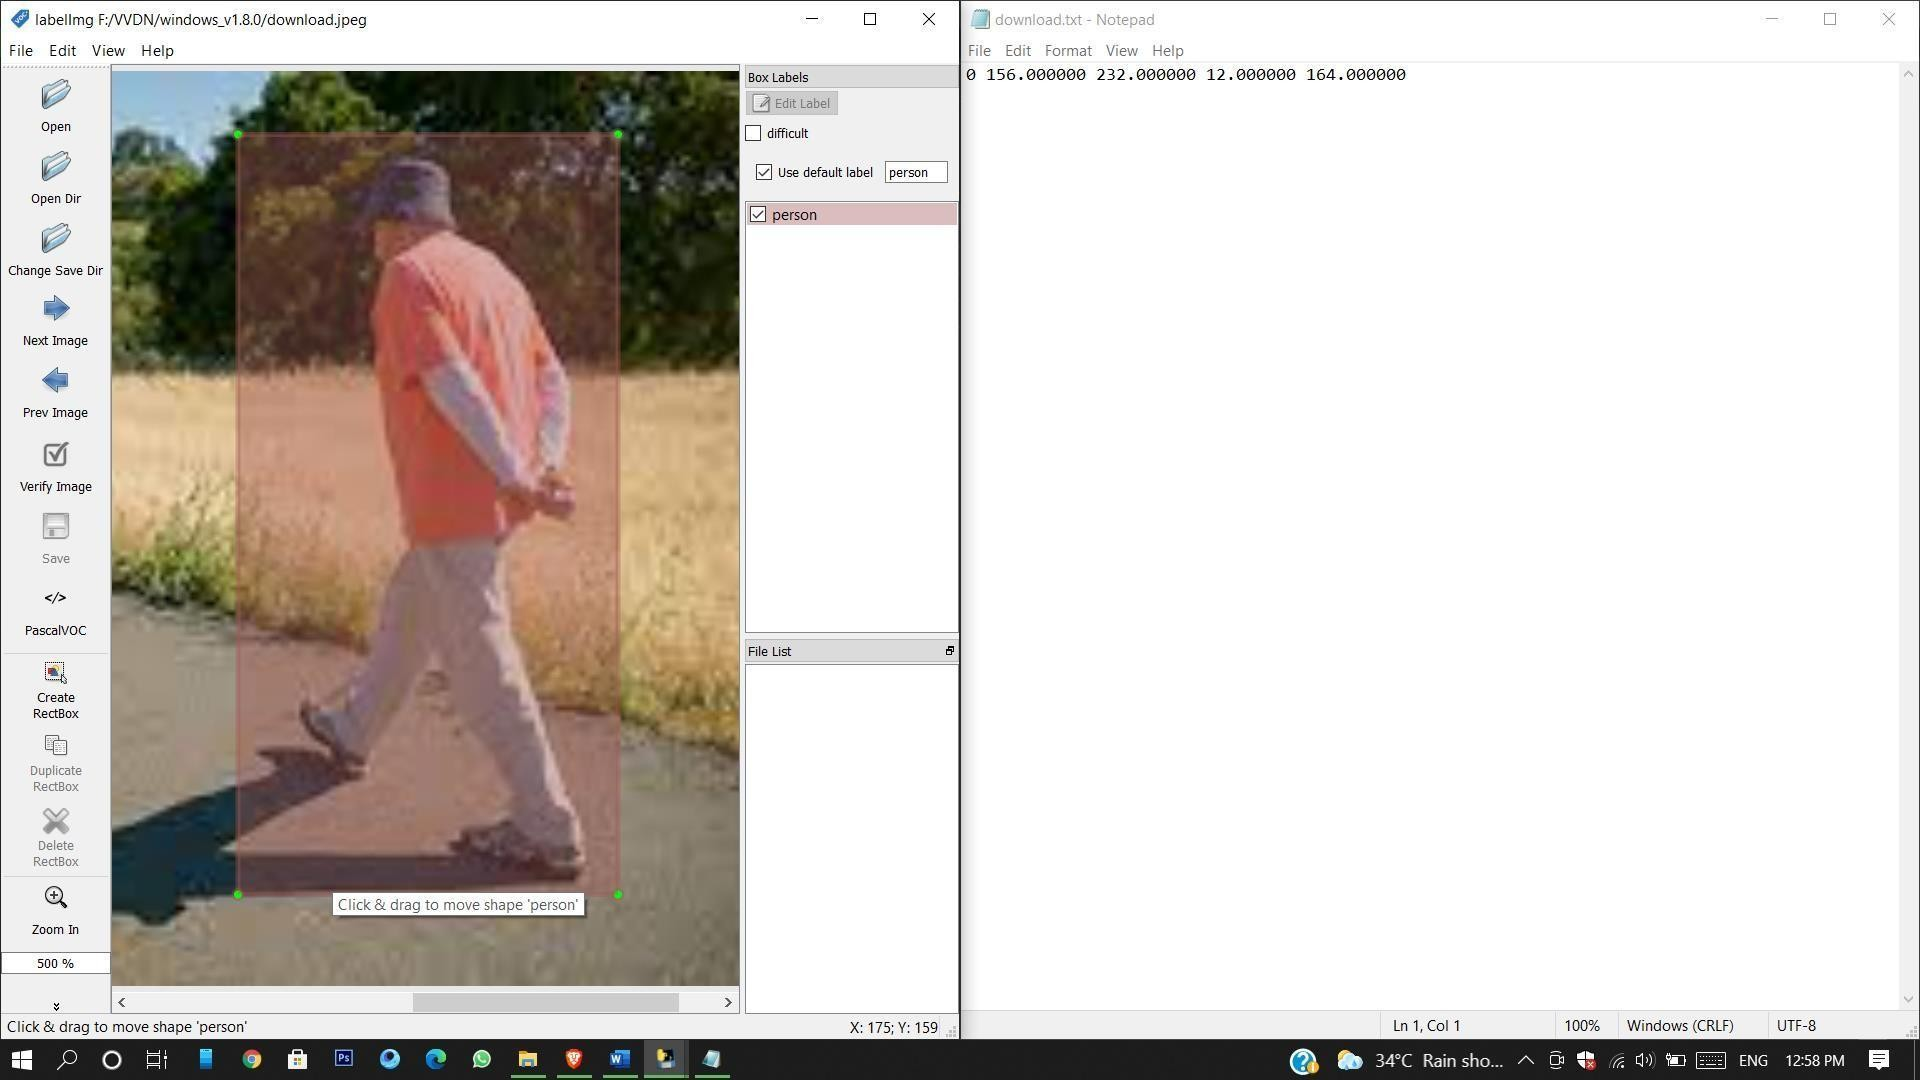 labelImg F:/VVDN/windows_v1.8.0/download.jpeg
File Edit View Help
Open
Open Dir
Change Save Dir
Next Image
Prev Image
Verify Image
Save
</>
PascalVOC
Create
RectBox
Duplicate
RectBox
Delete
RectBox
Zoom In
500 %
Click & drag to move shape 'person'
Box Labels
Edit Label
difficult
Use default label person
person
File List
Click & drag to move shape 'person'
X: 175; Y: 159
download.txt - Notepad
File Edit Format View Help
0 156.000000 232.000000 12.000000 164.000000
Ln 1, Col 1 100% Windows (CRLF) UTF-8
34°C Rain sho... ENG 12:58 PM